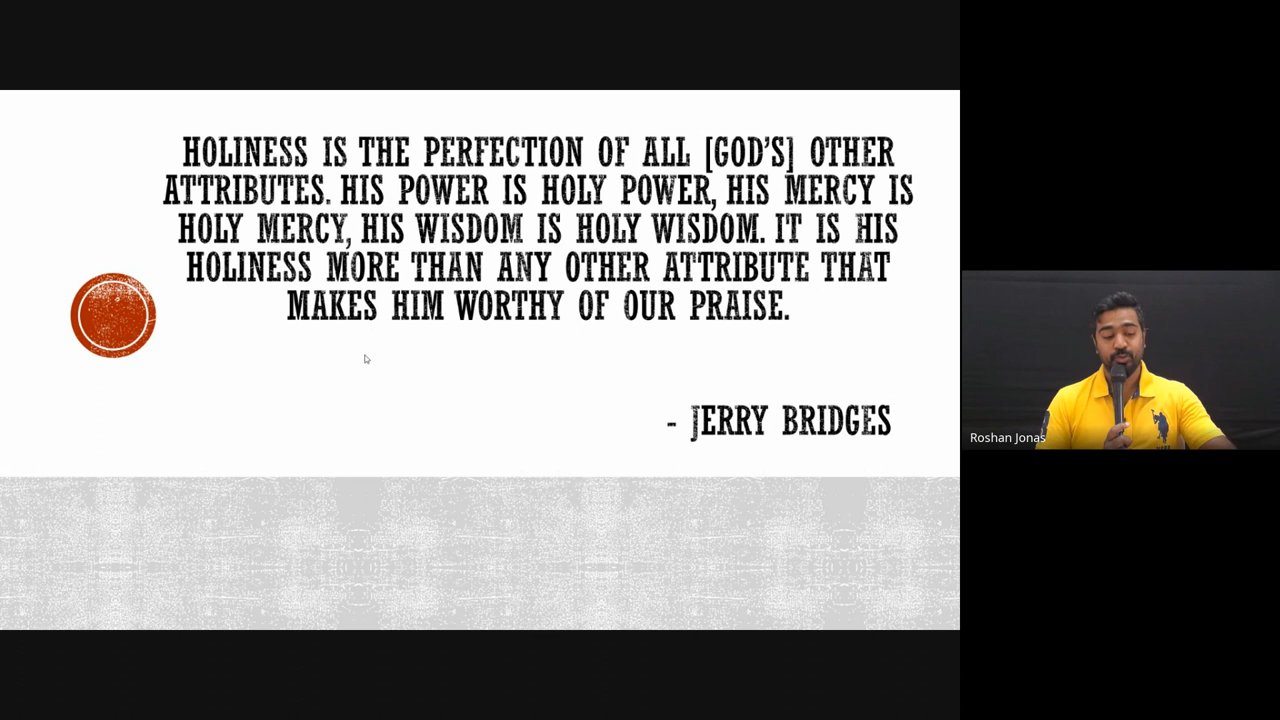 HOLINESS IS THE PERFECTION OF ALL [GOD'S] OTHER
ATTRIBUTES. HIS POWER IS HOLY POWER, HIS MERCY IS
HOLY MERCY, HIS WISDOM IS HOLY WISDOM. IT IS HIS
HOLINESS MORE THAN ANY OTHER ATTRIBUTE THAT
MAKES HIM WORTHY OF OUR PRAISE.
- JERRY BRIDGES
Roshan Jonas